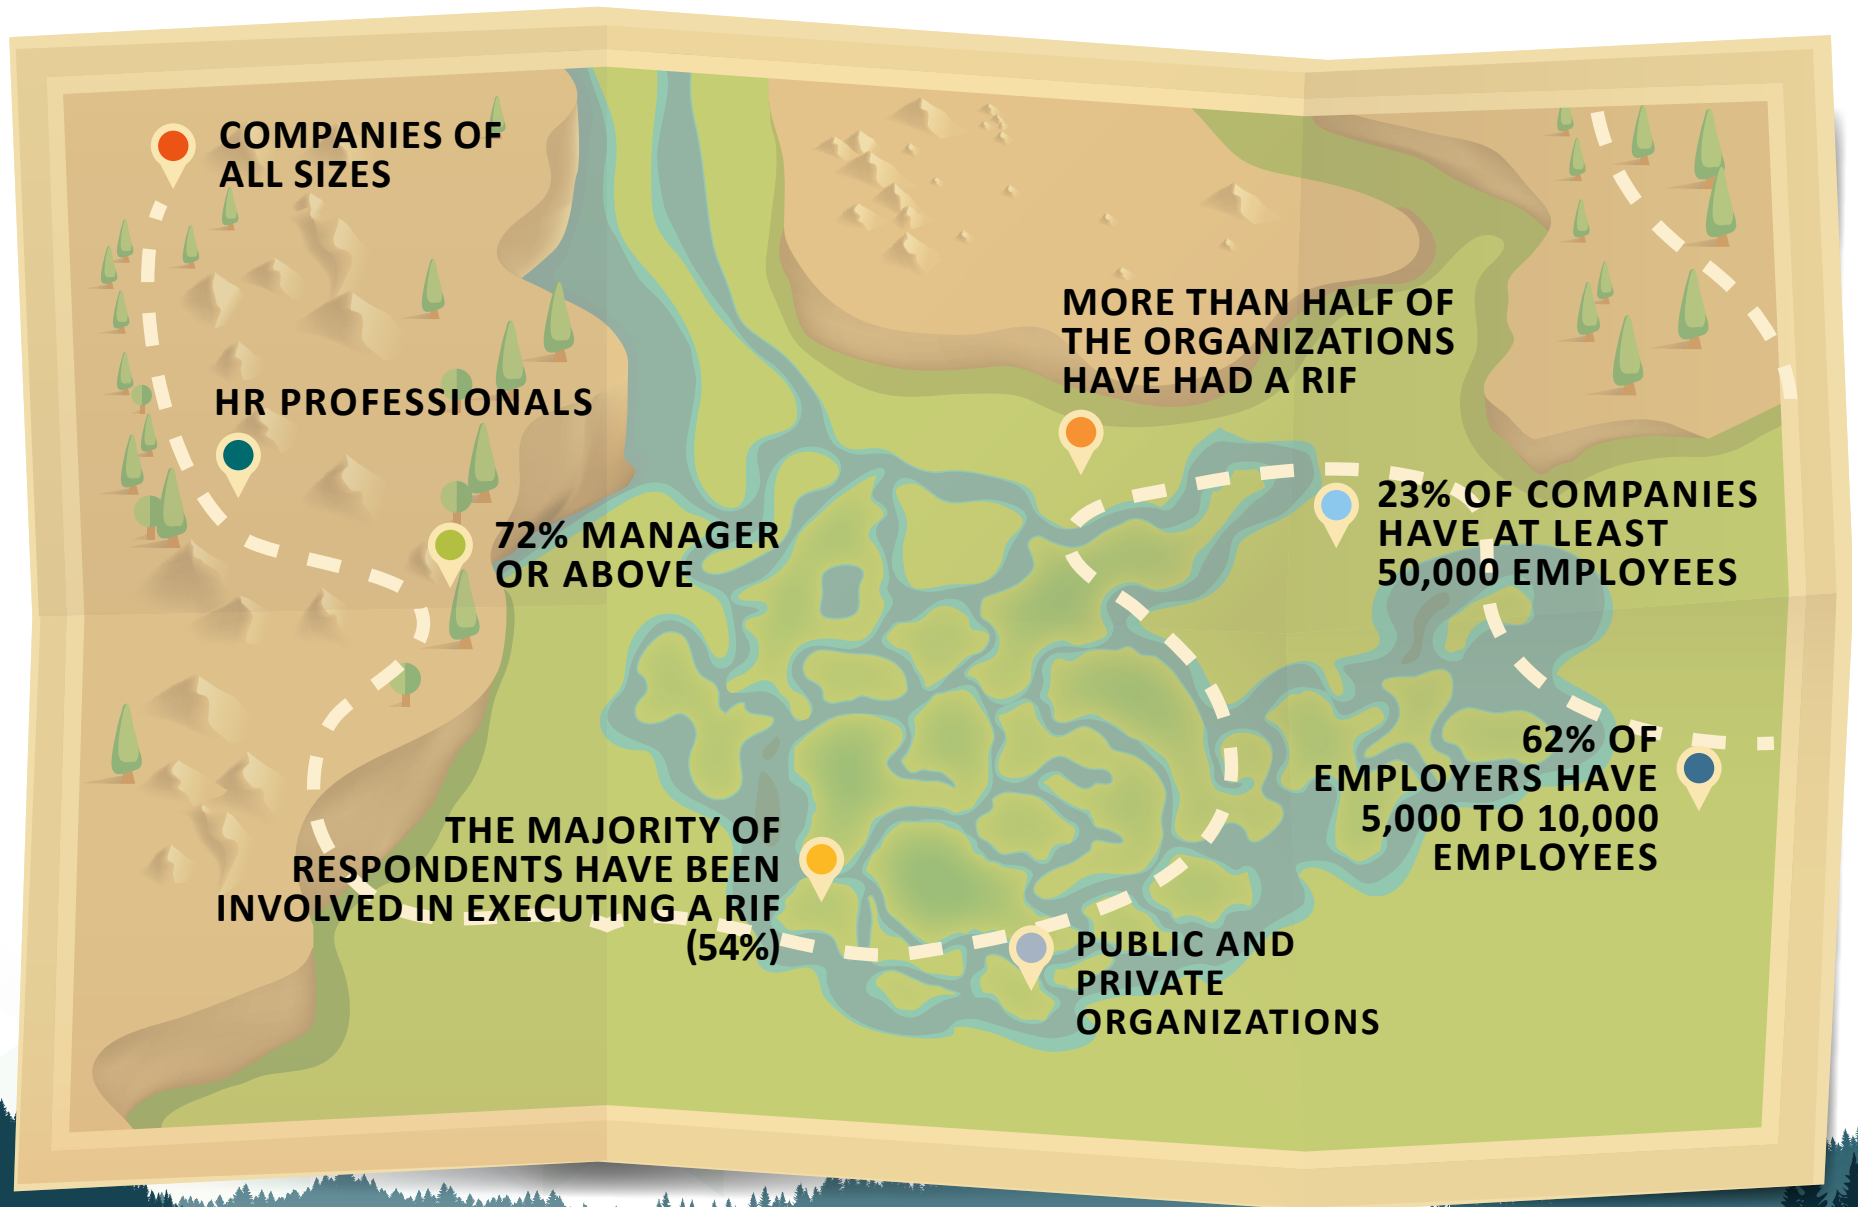 COMPANIES OF
ALL SIZES
HR PROFESSIONALS
72% MANAGER
OR ABOVE
THE MAJORITY OF
RESPONDENTS HAVE BEEN
INVOLVED IN EXECUTING A RIF
(54%)
PUBLIC AND
PRIVATE
ORGANIZATIONS
MORE THAN HALF OF
THE ORGANIZATIONS
HAVE HAD A RIF
23% OF COMPANIES
HAVE AT LEAST
50,000 EMPLOYEES
62% OF
EMPLOYERS HAVE
5,000 TO 10,000
EMPLOYEES